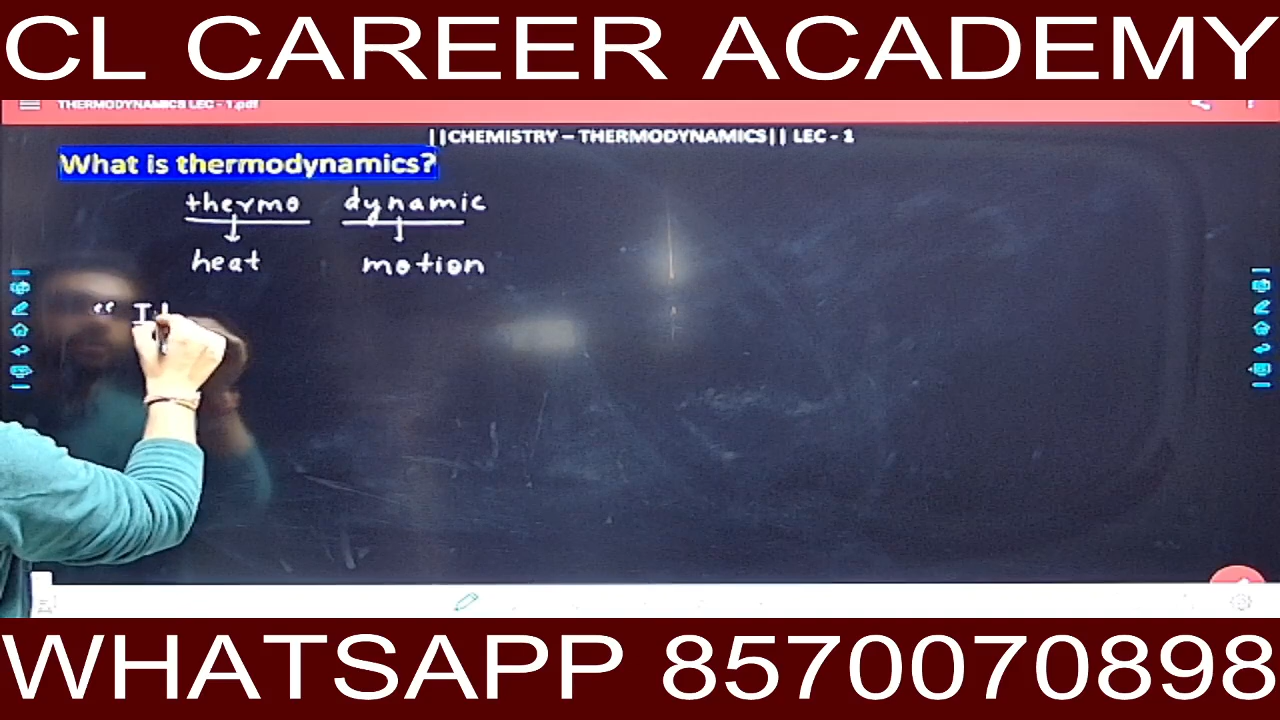 CL CAREER ACADEMY
THERMODYNAMICS LEC - 1.pdf
||CHEMISTRY – THERMODYNAMICS|| LEC - 1
What is thermodynamics?
thermo dynamic
heat motion
“ It
WHATSAPP 8570070898